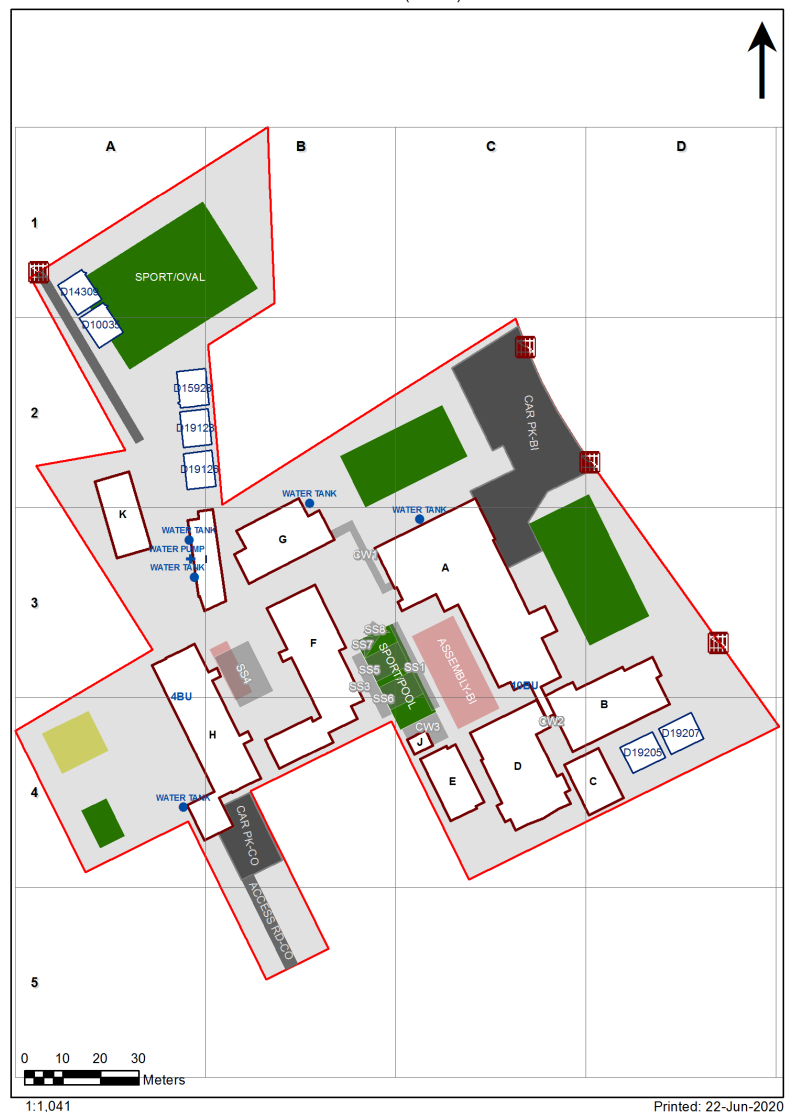 A
B
C
D
1
SPORT/OVAL
D14309
D10035
D15928
2
CAR PK-BI
D19128
D19126
WATER TANK
WATER TANK
K
WATER TANK
G
WATER PUMP
CW1
I
WATER TANK
A
3
SS8
F
SS7
ASSEMBLY-BI
SS4
SS5
SPORT/POOL
SS1
SS3
10BU
4BU
SS6
B
CW2
CW3
H
J
D19207
D19205
D
E
C
4
WATER TANK
CAR PK-CO
ACCESS RD-CO
5
0 10 20 30
Meters
1:1,041
Printed: 22-Jun-2020